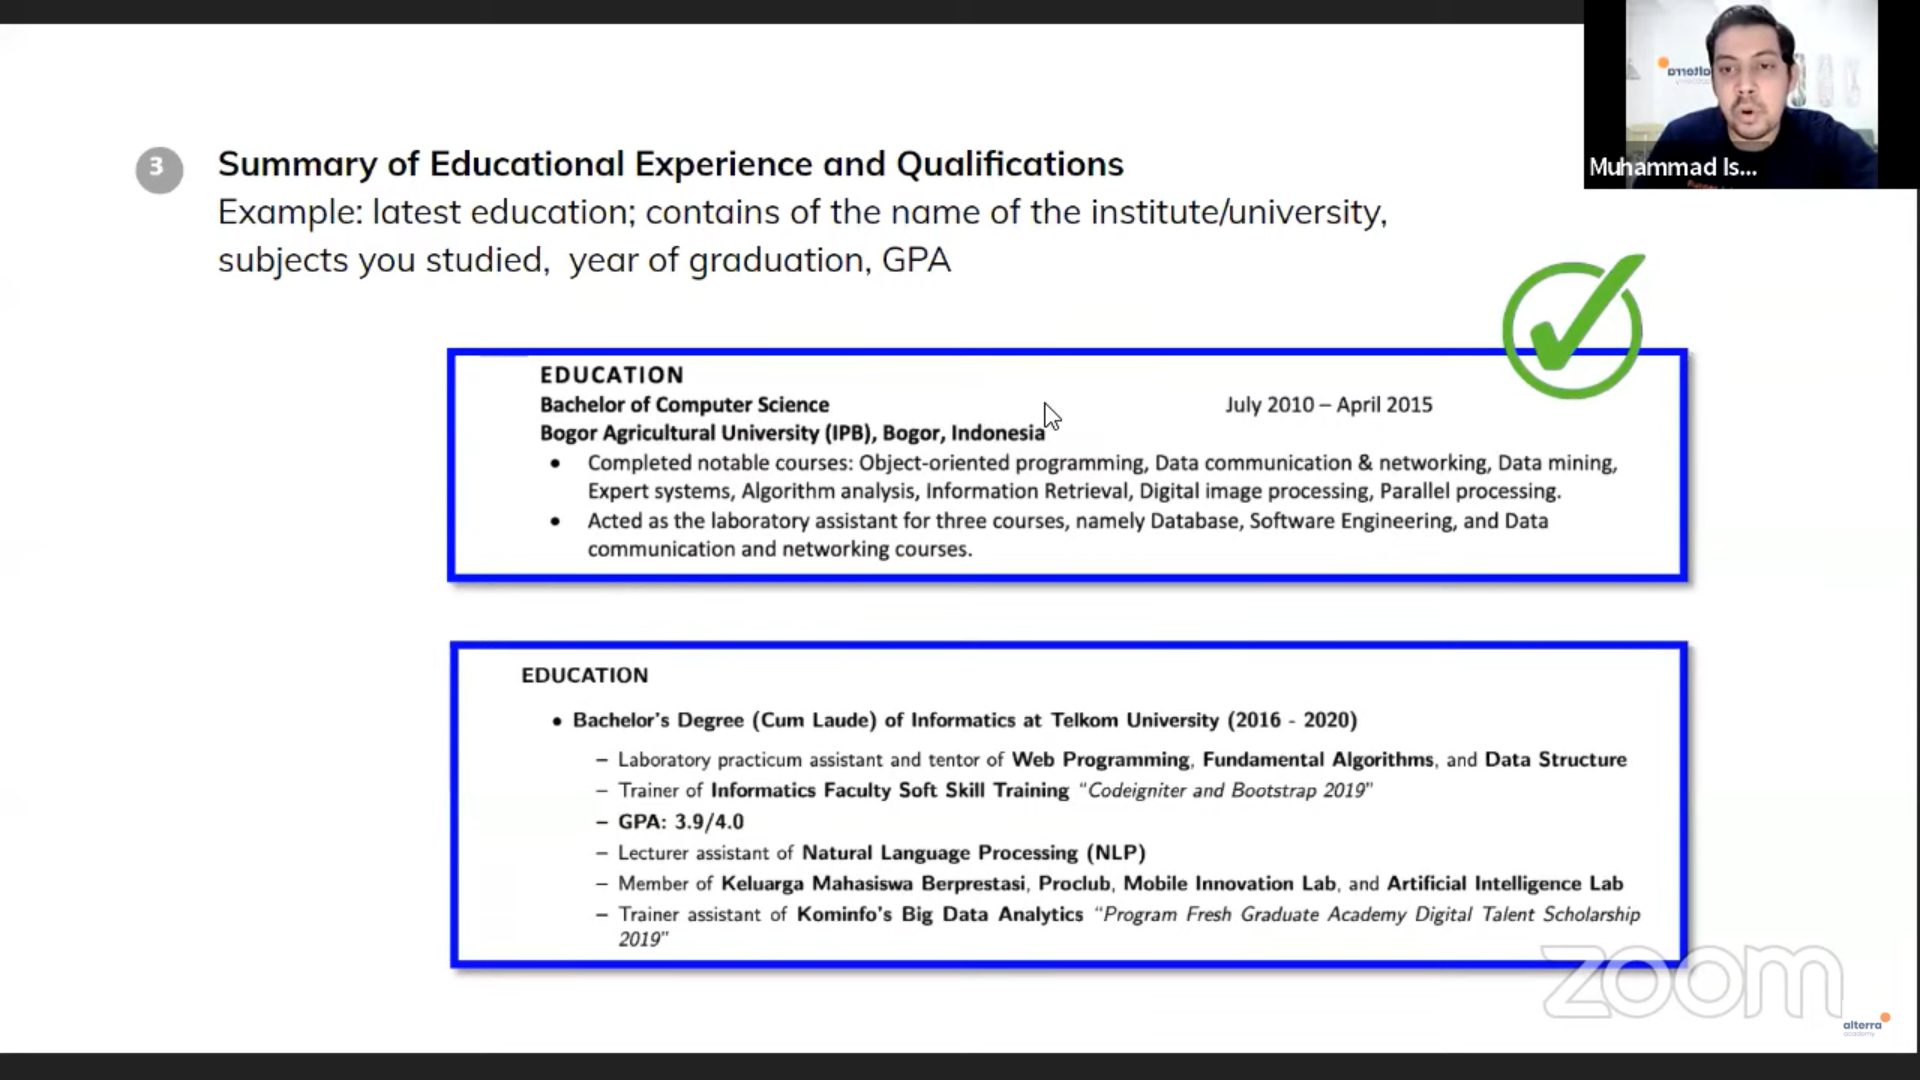 3
Summary of Educational Experience and Qualifications
Example: latest education; contains of the name of the institute/university,
subjects you studied,  year of graduation, GPA
alterra
Muhammad Is...
EDUCATION
Bachelor of Computer Science
July 2010 – April 2015
Bogor Agricultural University (IPB), Bogor, Indonesia
• Completed notable courses: Object-oriented programming, Data communication & networking, Data mining,
Expert systems, Algorithm analysis, Information Retrieval, Digital image processing, Parallel processing.
• Acted as the laboratory assistant for three courses, namely Database, Software Engineering, and Data
communication and networking courses.
EDUCATION
• Bachelor's Degree (Cum Laude) of Informatics at Telkom University (2016 - 2020)
– Laboratory practicum assistant and tentor of Web Programming, Fundamental Algorithms, and Data Structure
– Trainer of Informatics Faculty Soft Skill Training “Codeigniter and Bootstrap 2019”
– GPA: 3.9/4.0
– Lecturer assistant of Natural Language Processing (NLP)
– Member of Keluarga Mahasiswa Berprestasi, Proclub, Mobile Innovation Lab, and Artificial Intelligence Lab
– Trainer assistant of Kominfo's Big Data Analytics “Program Fresh Graduate Academy Digital Talent Scholarship
2019”
zoom
alterra
academy